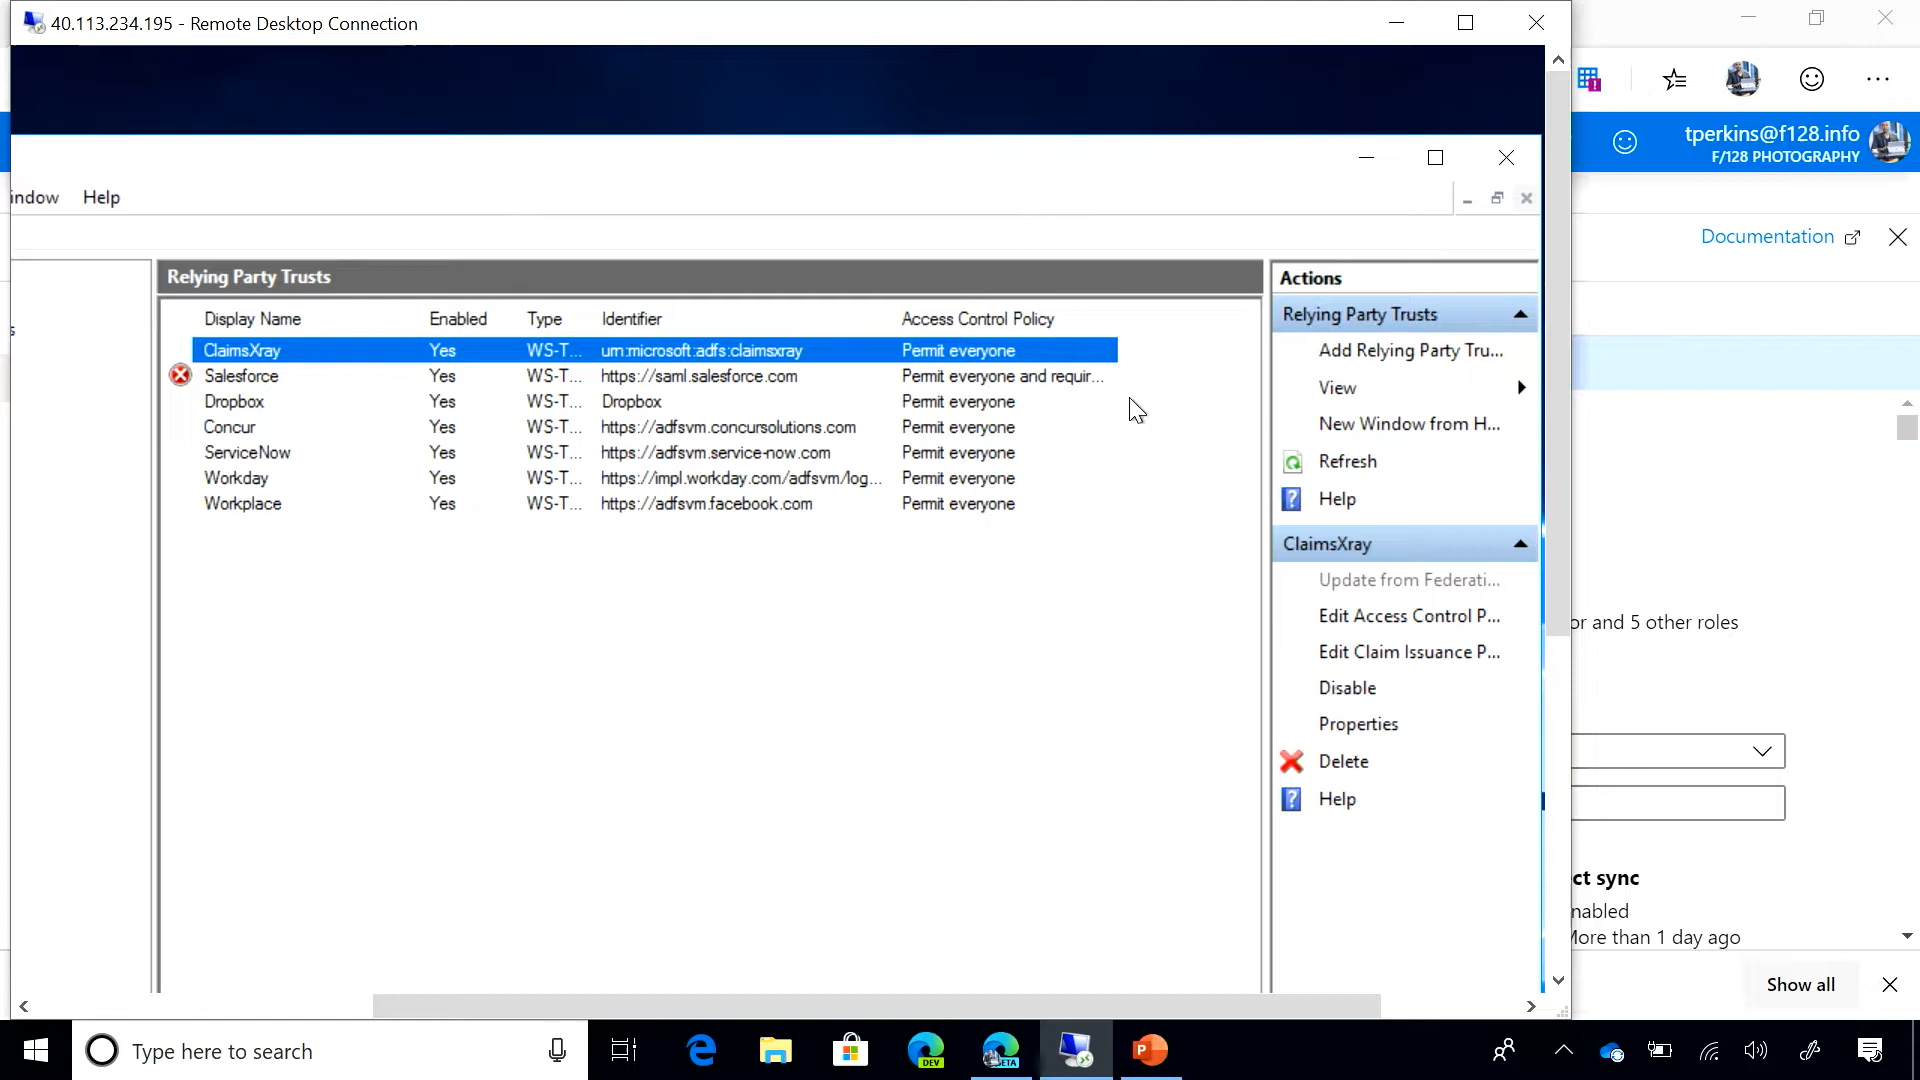 40.113.234.195 - Remote Desktop Connection
tperkins@f128.info
F/128 PHOTOGRAPHY
indow Help
Documentation
Relying Party Trusts
Display Name Enabled Type Identifier Access Control Policy
ClaimsXray Yes WS-T... urn:microsoft:adfs:claimsxray Permit everyone
Salesforce Yes WS-T... https://saml.salesforce.com Permit everyone and requir...
Dropbox Yes WS-T... Dropbox Permit everyone
Concur Yes WS-T... https://adfsvm.concursolutions.com Permit everyone
ServiceNow Yes WS-T... https://adfsvm.service-now.com Permit everyone
Workday Yes WS-T... https://impl.workday.com/adfsvm/log... Permit everyone
Workplace Yes WS-T... https://adfsvm.facebook.com Permit everyone
s
Actions
Relying Party Trusts
Add Relying Party Tru...
View
New Window from H...
Refresh
Help
ClaimsXray
Update from Federati...
Edit Access Control P...
Edit Claim Issuance P...
Disable
Properties
Delete
Help
or and 5 other roles
ct sync
nabled
More than 1 day ago
Show all
Type here to search
DEV
BETA